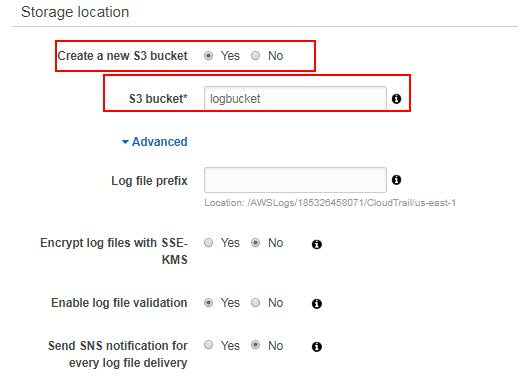 Storage location
Create a new S3 bucket Yes No
S3 bucket* logbucket
Advanced
Log file prefix
Location: /AWSLogs/185326458071/CloudTrail/us-east-1
Encrypt log files with SSE-
KMS Yes No
Enable log file validation Yes No
Send SNS notification for
every log file delivery Yes No